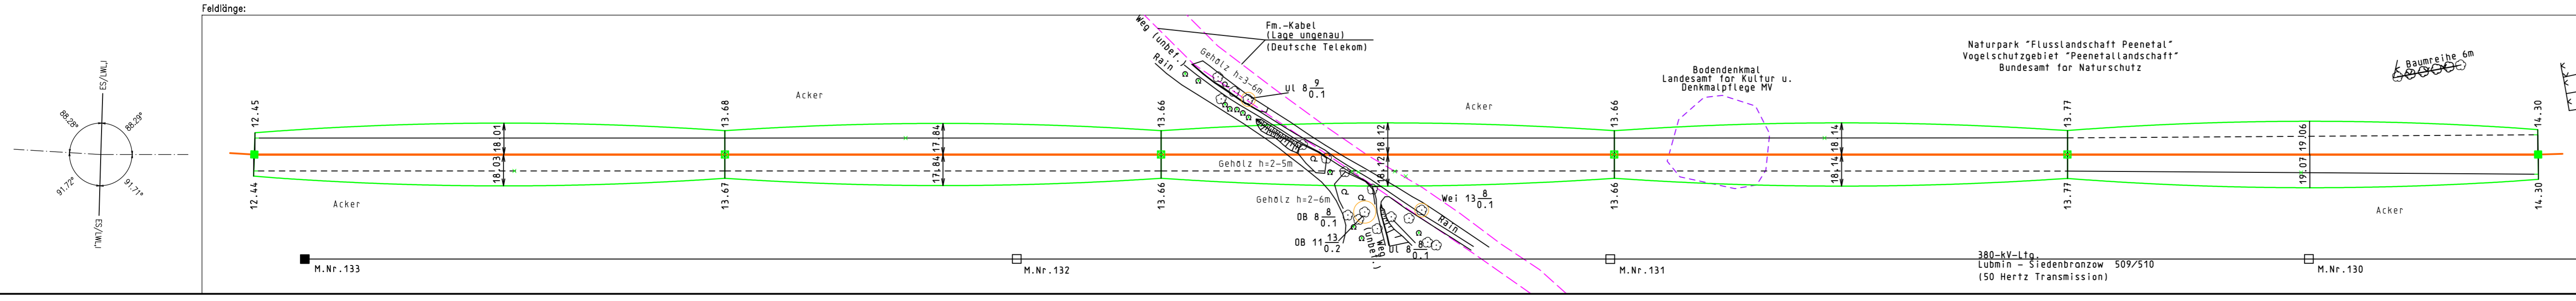 Feldlänge:
ES/LWL)
88.28°
88.29°
91.72°
91.71°
ES/LWL)
12.45
12.44
Acker
Acker
18.01
18.03
13.68
13.67
17.84
17.84
13.66
13.66
Weg (unbef.)
Rain
Gehölz h=3-6m
Fm.-Kabel
(Lage ungenau)
(Deutsche Telekom)
Ul 8 9/0.1
Gehölz h=2-5m
Gehölz h=2-6m
OB 8 8/0.1
OB 11 13/0.2
Weg
(unbef.)
Ul 8 8/0.1
Wei 13 8/0.1
Rain
18.12
18.12
Acker
13.66
13.66
Bodendenkmal
Landesamt for Kultur u.
Denkmalpflege MV
18.14
18.14
Naturpark "Flusslandschaft Peenetal"
Vogelschutzgebiet "Peenetallandschaft"
Bundesamt for Naturschutz
13.77
13.77
19.06
19.07
Baumreihe 6m
Acker
14.30
14.30
M.Nr.133
M.Nr.132
M.Nr.131
380-kV-Ltg.
Lubmin - Siedenbranzow 509/510
(50 Hertz Transmission)
M.Nr.130